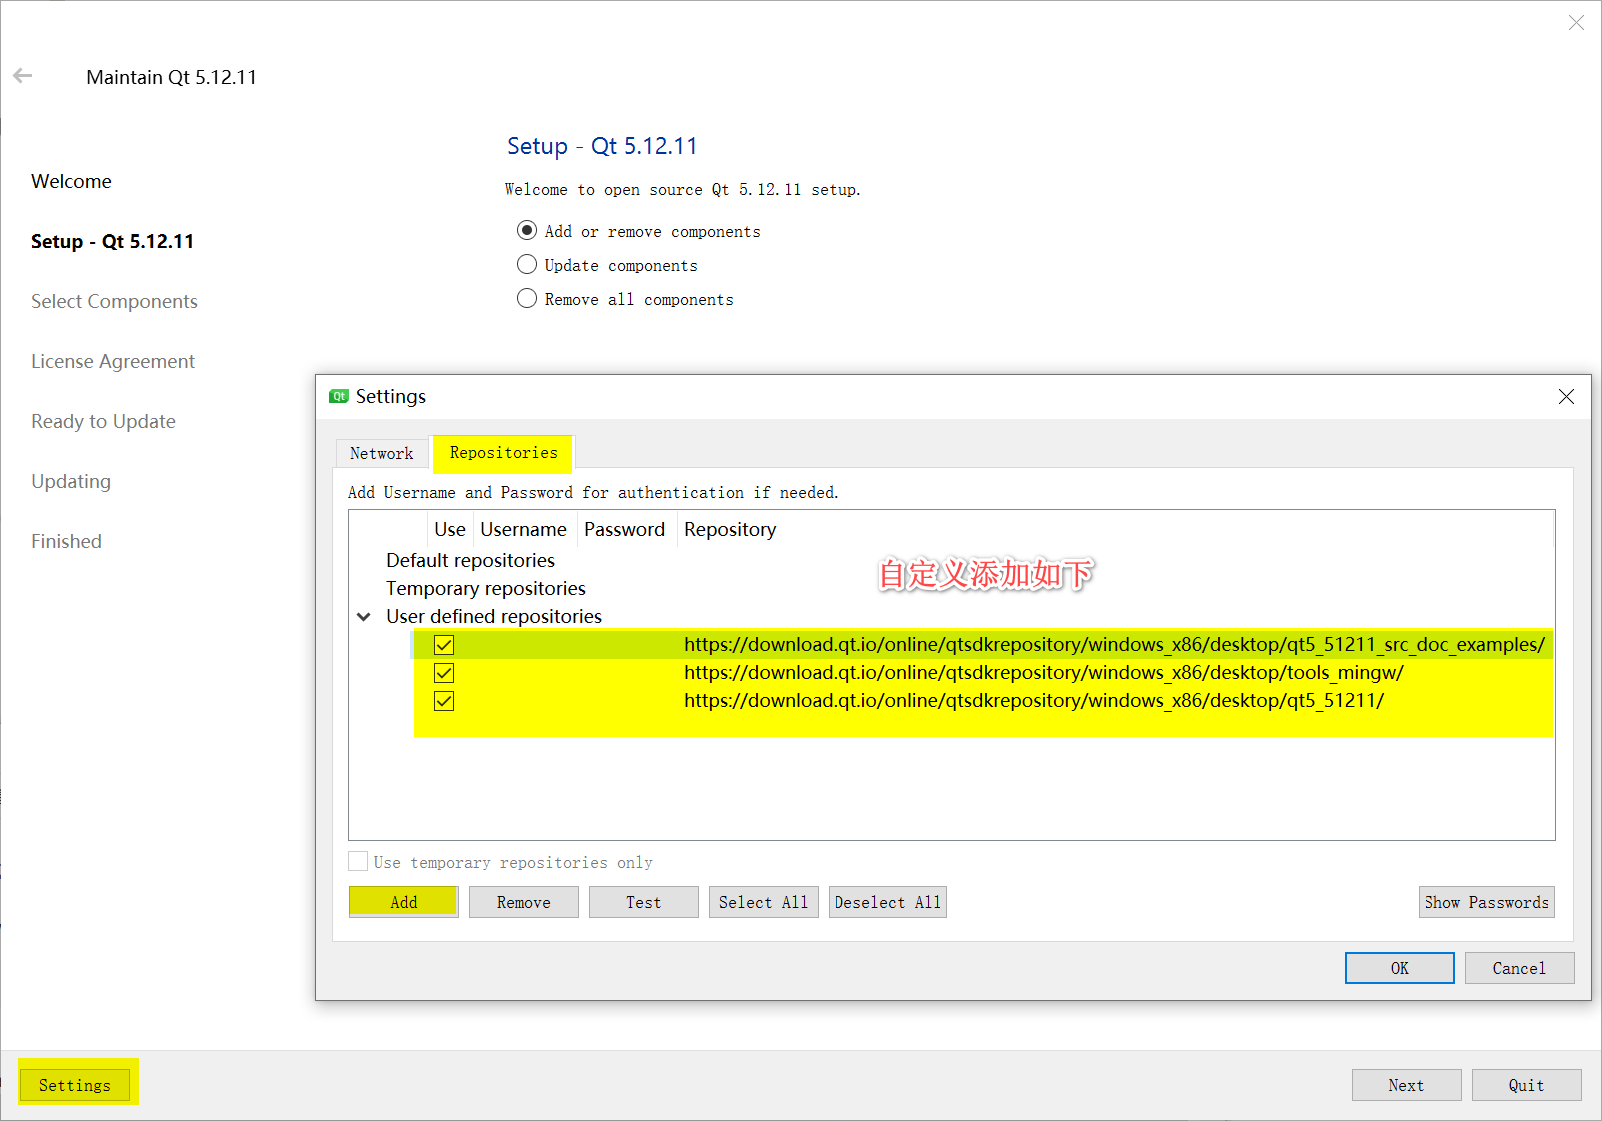 Maintain Qt 5.12.11
Welcome
Setup - Qt 5.12.11
Select Components
License Agreement
Ready to Update
Updating
Finished
Setup - Qt 5.12.11
Welcome to open source Qt 5.12.11 setup.
Add or remove components
Update components
Remove all components
Qt Settings
Network Repositories
Add Username and Password for authentication if needed.
Use Username Password Repository
Default repositories
自定义添加如下
Temporary repositories
User defined repositories
https://download.qt.io/online/qtsdkrepository/windows_x86/desktop/qt5_51211_src_doc_examples/
https://download.qt.io/online/qtsdkrepository/windows_x86/desktop/tools_mingw/
https://download.qt.io/online/qtsdkrepository/windows_x86/desktop/qt5_51211/
Use temporary repositories only
Add Remove Test Select All Deselect All Show Passwords
OK Cancel
Settings Next Quit